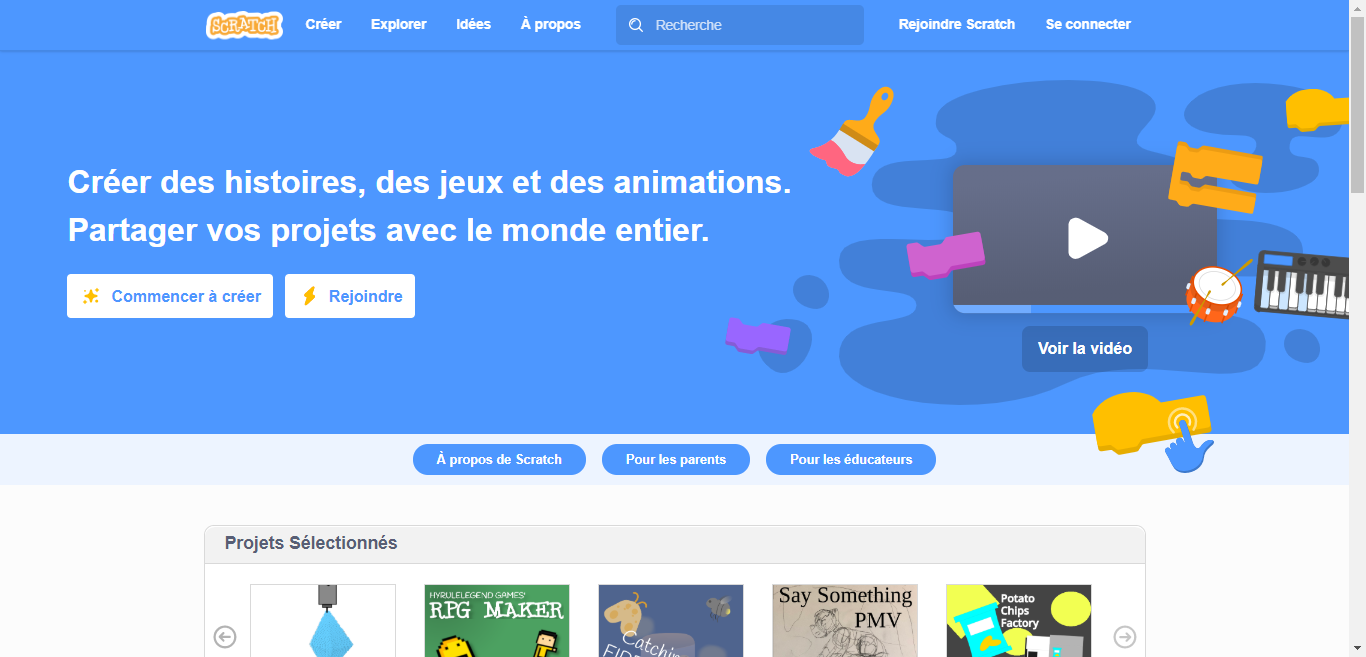 SCRATCH
Créer
Explorer
Idées
À propos
Recherche
Rejoindre Scratch
Se connecter
Créer des histoires, des jeux et des animations.
Partager vos projets avec le monde entier.
Commencer à créer
Rejoindre
Voir la vidéo
À propos de Scratch
Pour les parents
Pour les éducateurs
Projets Sélectionnés
HYRULELEGEND GAMES'
RPG MAKER
Catching
Say Something
PMV
Potato
Chips
Factory